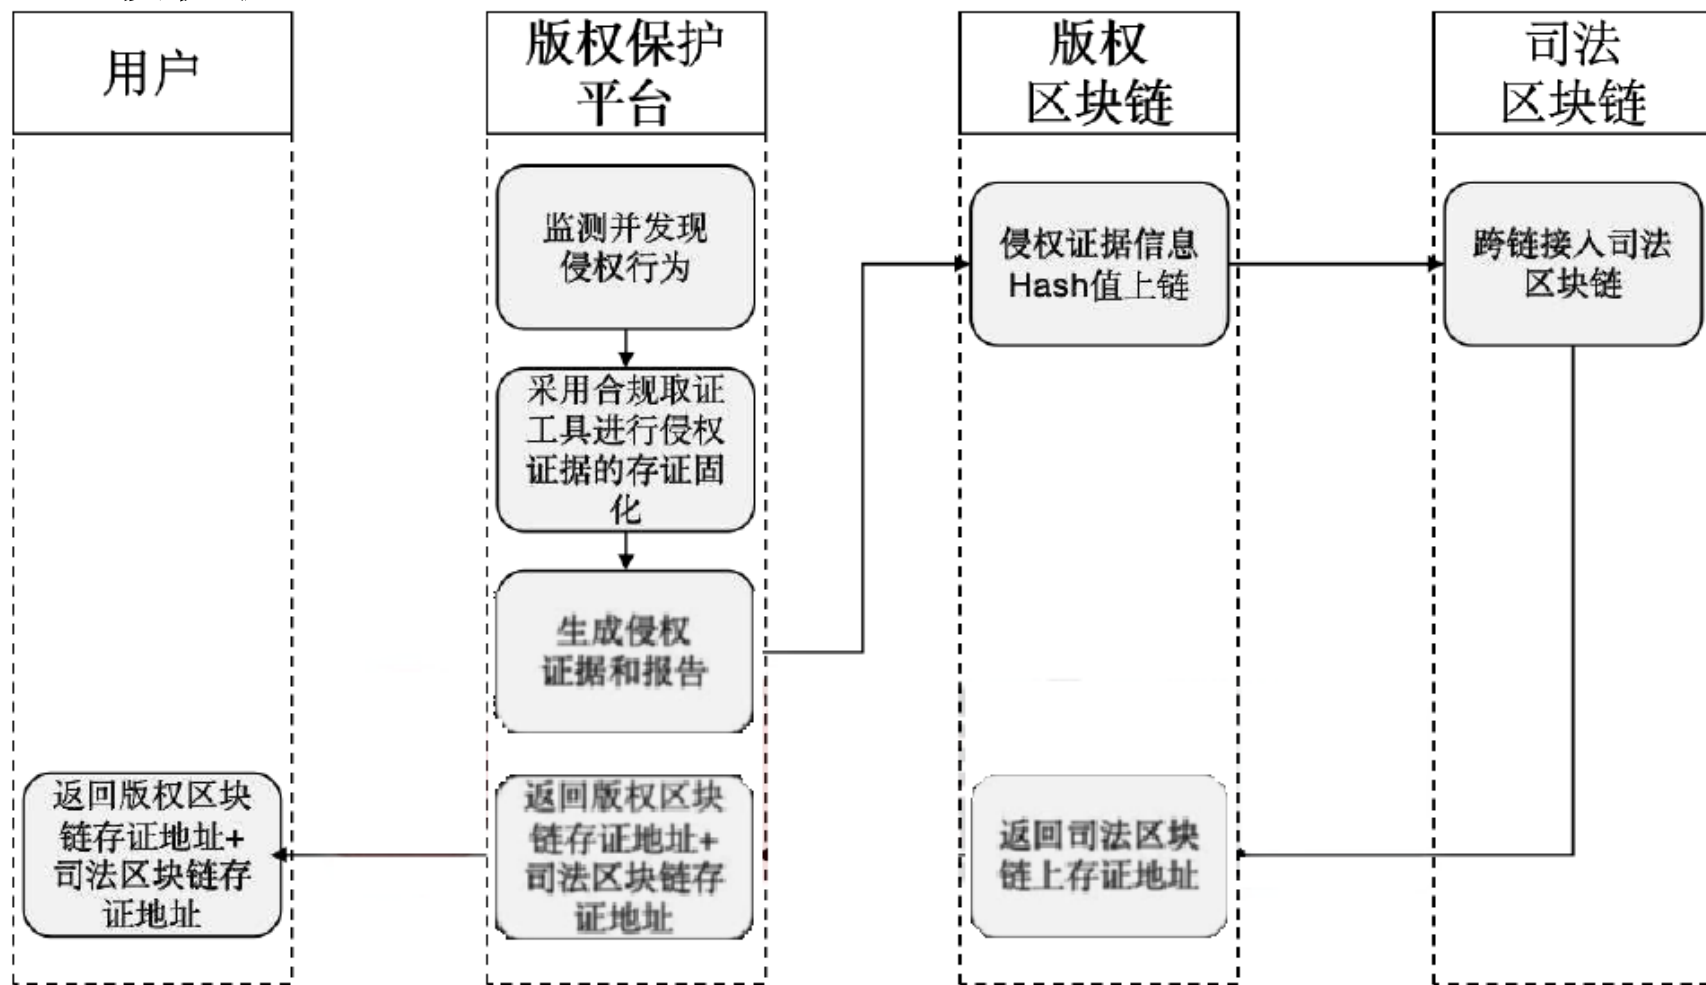 用户
版权保护
平台
版权
区块链
司法
区块链
监测并发现
侵权行为
采用合规取证
工具进行侵权
证据的存证固
化
生成侵权
证据和报告
侵权证据信息
Hash值上链
跨链接入司法
区块链
返回司法区块
链上存证地址
返回版权区块
链存证地址+
司法区块链存
证地址
返回版权区块
链存证地址+
司法区块链存
证地址